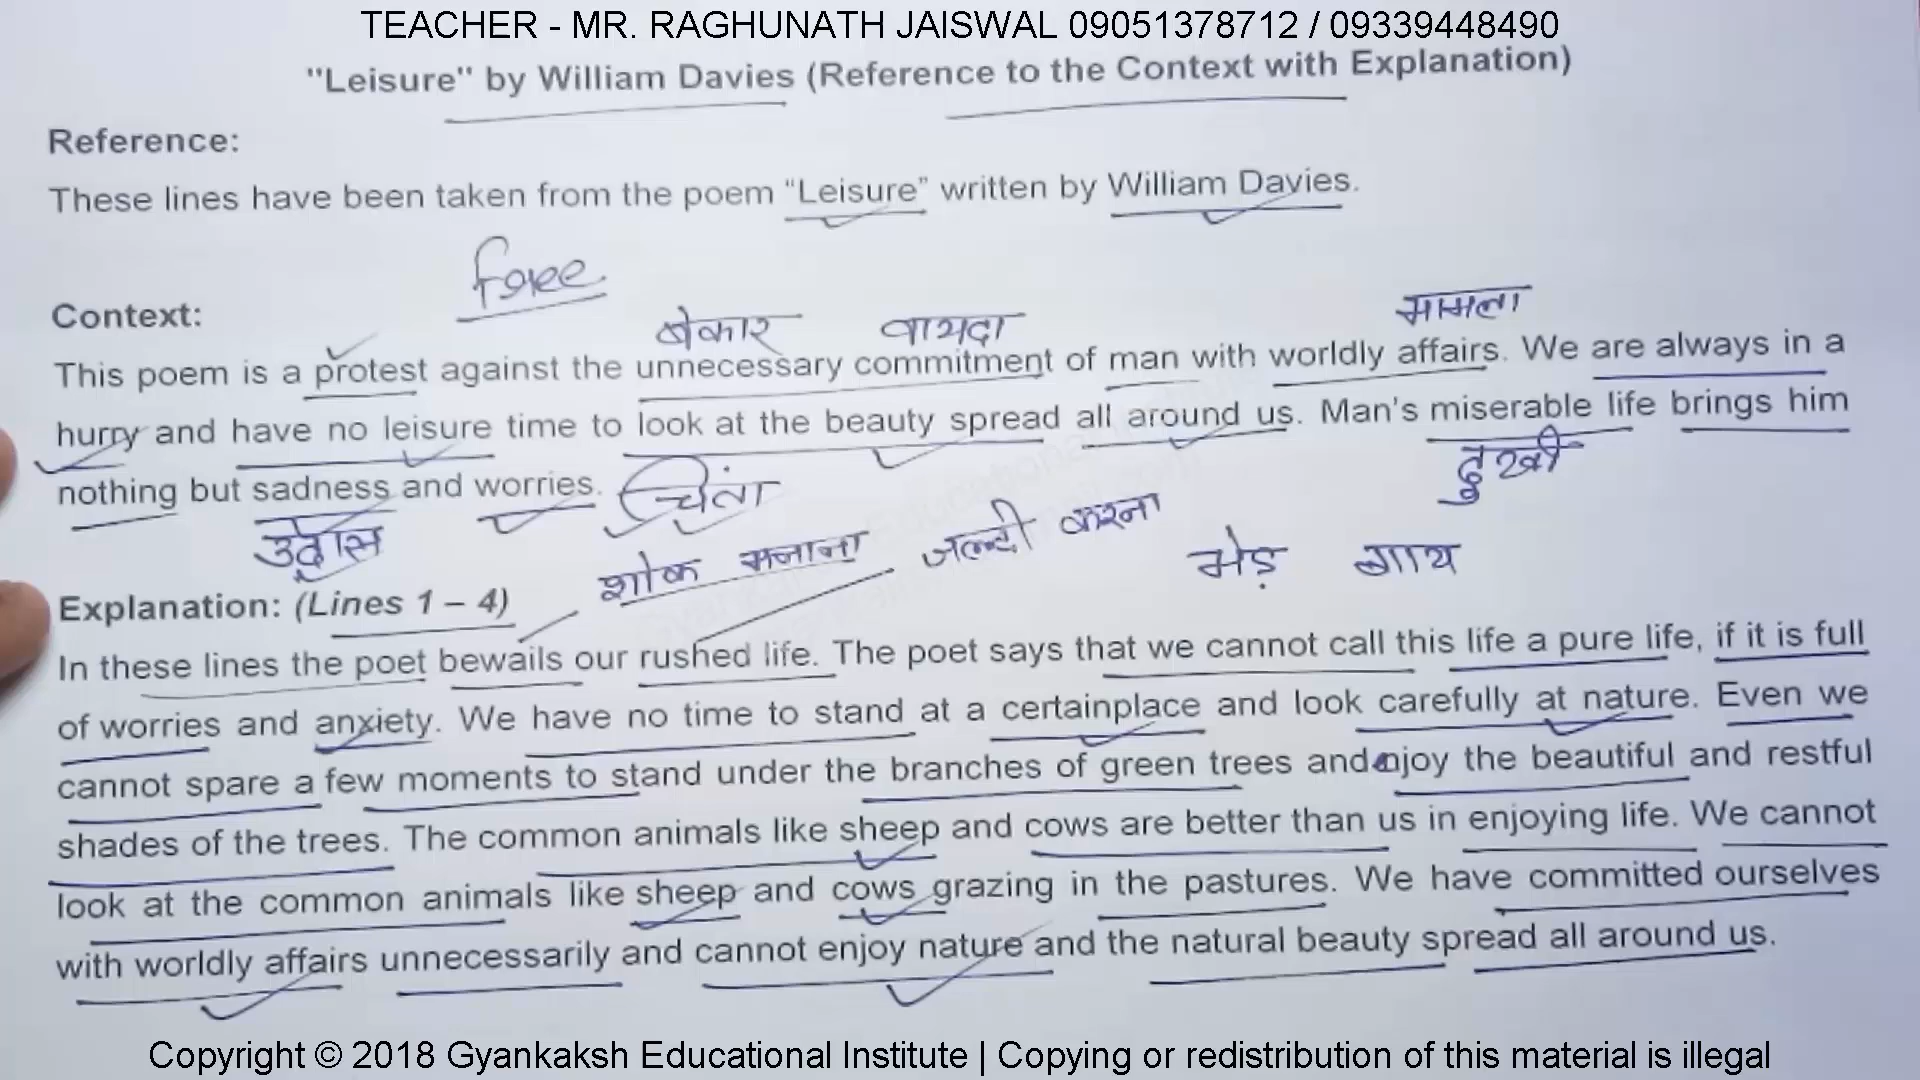 TEACHER - MR. RAGHUNATH JAISWAL 09051378712 / 09339448490
"Leisure" by William Davies (Reference to the Context with Explanation)
Reference:
These lines have been taken from the poem “Leisure” written by William Davies.
Free
Context:
बेकार वायदा मामला
This poem is a protest against the unnecessary commitment of man with worldly affairs. We are always in a
hurry and have no leisure time to look at the beauty spread all around us. Man's miserable life brings him
दुखी
nothing but sadness and worries. चिंता
उदास शोक मनाना जल्दी करना भेड़ गाय
Explanation: (Lines 1 – 4)
In these lines the poet bewails our rushed life. The poet says that we cannot call this life a pure life, if it is full
of worries and anxiety. We have no time to stand at a certainplace and look carefully at nature. Even we
cannot spare a few moments to stand under the branches of green trees and enjoy the beautiful and restful
shades of the trees. The common animals like sheep and cows are better than us in enjoying life. We cannot
look at the common animals like sheep and cows grazing in the pastures. We have committed ourselves
with worldly affairs unnecessarily and cannot enjoy nature and the natural beauty spread all around us.
Copyright © 2018 Gyankaksh Educational Institute | Copying or redistribution of this material is illegal